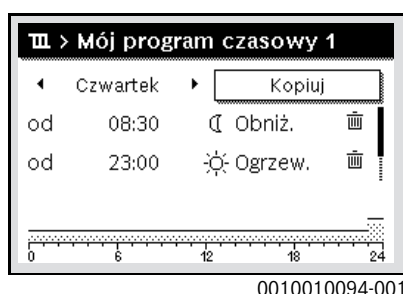 > Mój program czasowy 1
Czwartek Kopiuj
od 08:30 Obniż.
od 23:00 Ogrzew.
0 6 12 18 24
0010010094-001